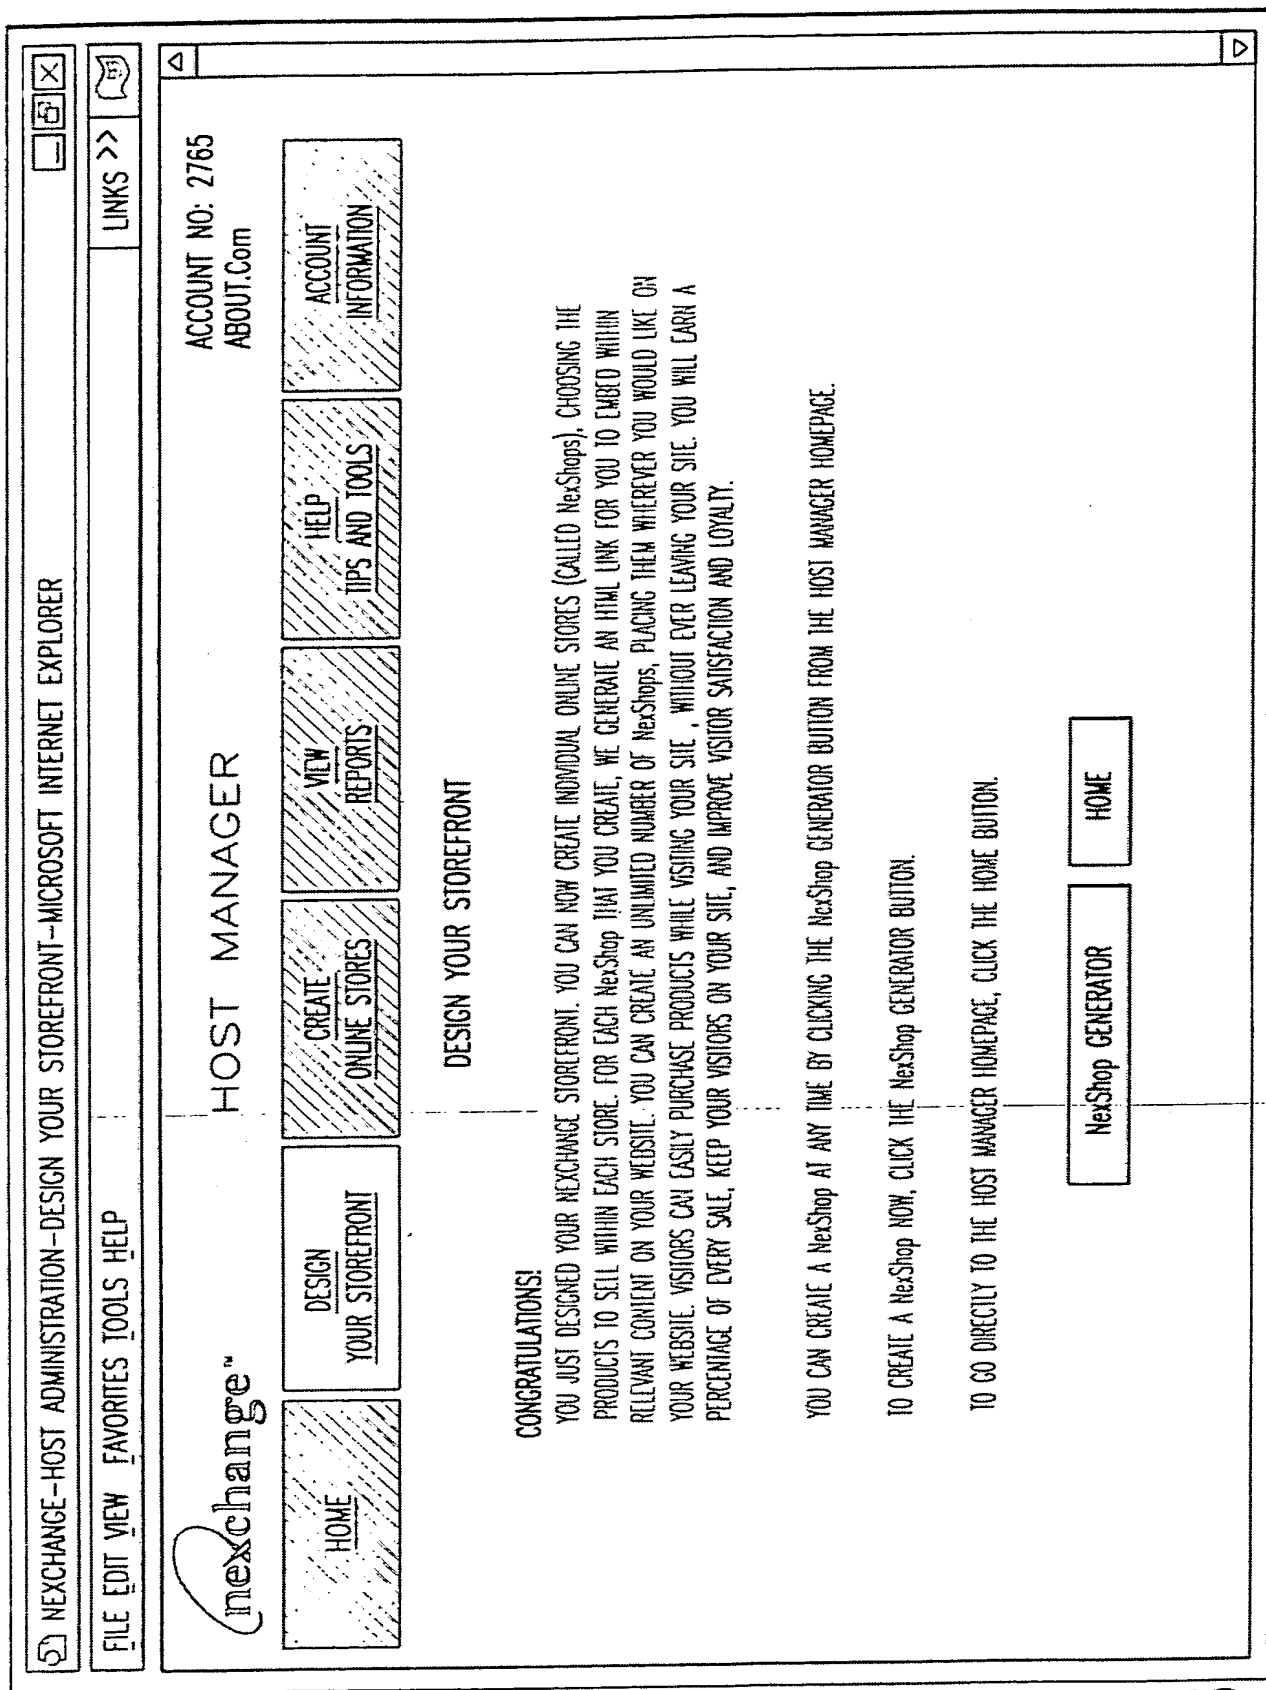 NEXCHANGE-HOST ADMINISTRATION-DESIGN YOUR STOREFRONT-MICROSOFT INTERNET EXPLORER
FILE EDIT VIEW FAVORITES TOOLS HELP
LINKS >>
nexchange™
HOST MANAGER
ACCOUNT NO: 2765
ABOUT.Com
HOME
DESIGN
YOUR STOREFRONT
CREATE
ONLINE STORES
VIEW
REPORTS
HELP
TIPS AND TOOLS
ACCOUNT
INFORMATION
DESIGN YOUR STOREFRONT
CONGRATULATIONS!
YOU JUST DESIGNED YOUR NEXCHANGE STOREFRONT. YOU CAN NOW CREATE INDIVIDUAL ONLINE STORES (CALLED NexShops), CHOOSING THE
PRODUCTS TO SELL WITHIN EACH STORE. FOR EACH NexShop THAT YOU CREATE, WE GENERATE AN HTML LINK FOR YOU TO EMBED WITHIN
RELEVANT CONTENT ON YOUR WEBSITE. YOU CAN CREATE AN UNLIMITED NUMBER OF NexShops, PLACING THEM WHEREVER YOU WOULD LIKE ON
YOUR WEBSITE. VISITORS CAN EASILY PURCHASE PRODUCTS WHILE VISITING YOUR SITE , WITHOUT EVER LEAVING YOUR SITE. YOU WILL EARN A
PERCENTAGE OF EVERY SALE, KEEP YOUR VISITORS ON YOUR SITE, AND IMPROVE VISITOR SATISFACTION AND LOYALTY.
YOU CAN CREATE A NexShop AT ANY TIME BY CLICKING THE NexShop GENERATOR BUTTON FROM THE HOST MANAGER HOMEPAGE.
TO CREATE A NexShop NOW, CLICK THE NexShop GENERATOR BUTTON.
TO GO DIRECTLY TO THE HOST MANAGER HOMEPAGE, CLICK THE HOME BUTTON.
NexShop GENERATOR
HOME